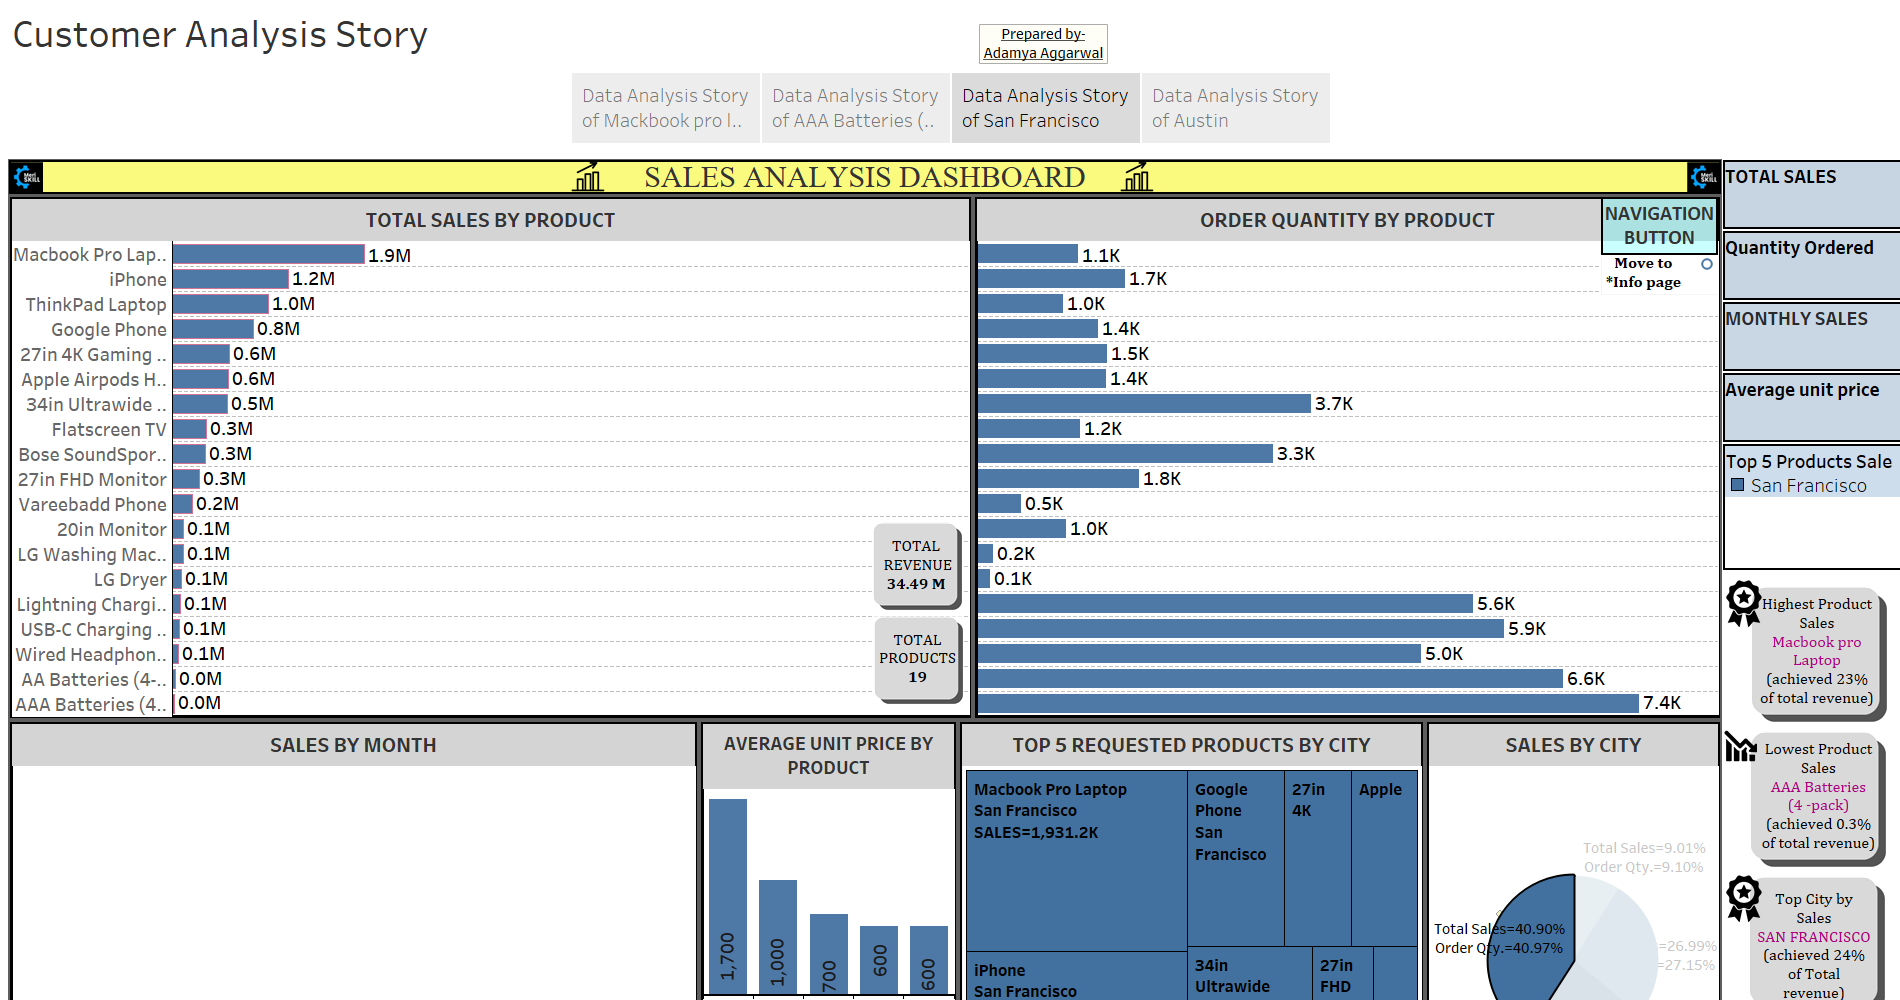 Customer Analysis Story
Prepared by-
Adamya Aggarwal
Data Analysis Story
of Mackbook pro l..
Data Analysis Story
of AAA Batteries (..
Data Analysis Story
of San Francisco
Data Analysis Story
of Austin
Meri
SKILL
SALES ANALYSIS DASHBOARD
Meri
SKILL
TOTAL SALES BY PRODUCT
Macbook Pro Lap.. 1.9M
iPhone 1.2M
ThinkPad Laptop 1.0M
Google Phone 0.8M
27in 4K Gaming .. 0.6M
Apple Airpods H.. 0.6M
34in Ultrawide .. 0.5M
Flatscreen TV 0.3M
Bose SoundSpor.. 0.3M
27in FHD Monitor 0.3M
Vareebadd Phone 0.2M
20in Monitor 0.1M
LG Washing Mac.. 0.1M
LG Dryer 0.1M
Lightning Chargi.. 0.1M
USB-C Charging .. 0.1M
Wired Headphon.. 0.1M
AA Batteries (4-.. 0.0M
AAA Batteries (4.. 0.0M
TOTAL
REVENUE
34.49 M
TOTAL
PRODUCTS
19
ORDER QUANTITY BY PRODUCT
NAVIGATION
BUTTON
Move to
*Info page
1.1K
1.7K
1.0K
1.4K
1.5K
1.4K
3.7K
1.2K
3.3K
1.8K
0.5K
1.0K
0.2K
0.1K
5.6K
5.9K
5.0K
6.6K
7.4K
TOTAL SALES
Quantity Ordered
MONTHLY SALES
Average unit price
Top 5 Products Sale
San Francisco
Highest Product
Sales
Macbook pro
Laptop
(achieved 23%
of total revenue)
Lowest Product
Sales
AAA Batteries
(4 -pack)
(achieved 0.3%
of total revenue)
Top City by
Sales
SAN FRANCISCO
(achieved 24%
of Total
revenue)
SALES BY MONTH
AVERAGE UNIT PRICE BY
PRODUCT
1,700
1,000
700
600
600
TOP 5 REQUESTED PRODUCTS BY CITY
Macbook Pro Laptop
San Francisco
SALES=1,931.2K
Google
Phone
San
Francisco
27in
4K
Apple
iPhone
San Francisco
34in
Ultrawide
27in
FHD
SALES BY CITY
Total Sales=9.01%
Order Qty.=9.10%
Total Sales=40.90%
Order Qty.=40.97%
=26.99%
=27.15%